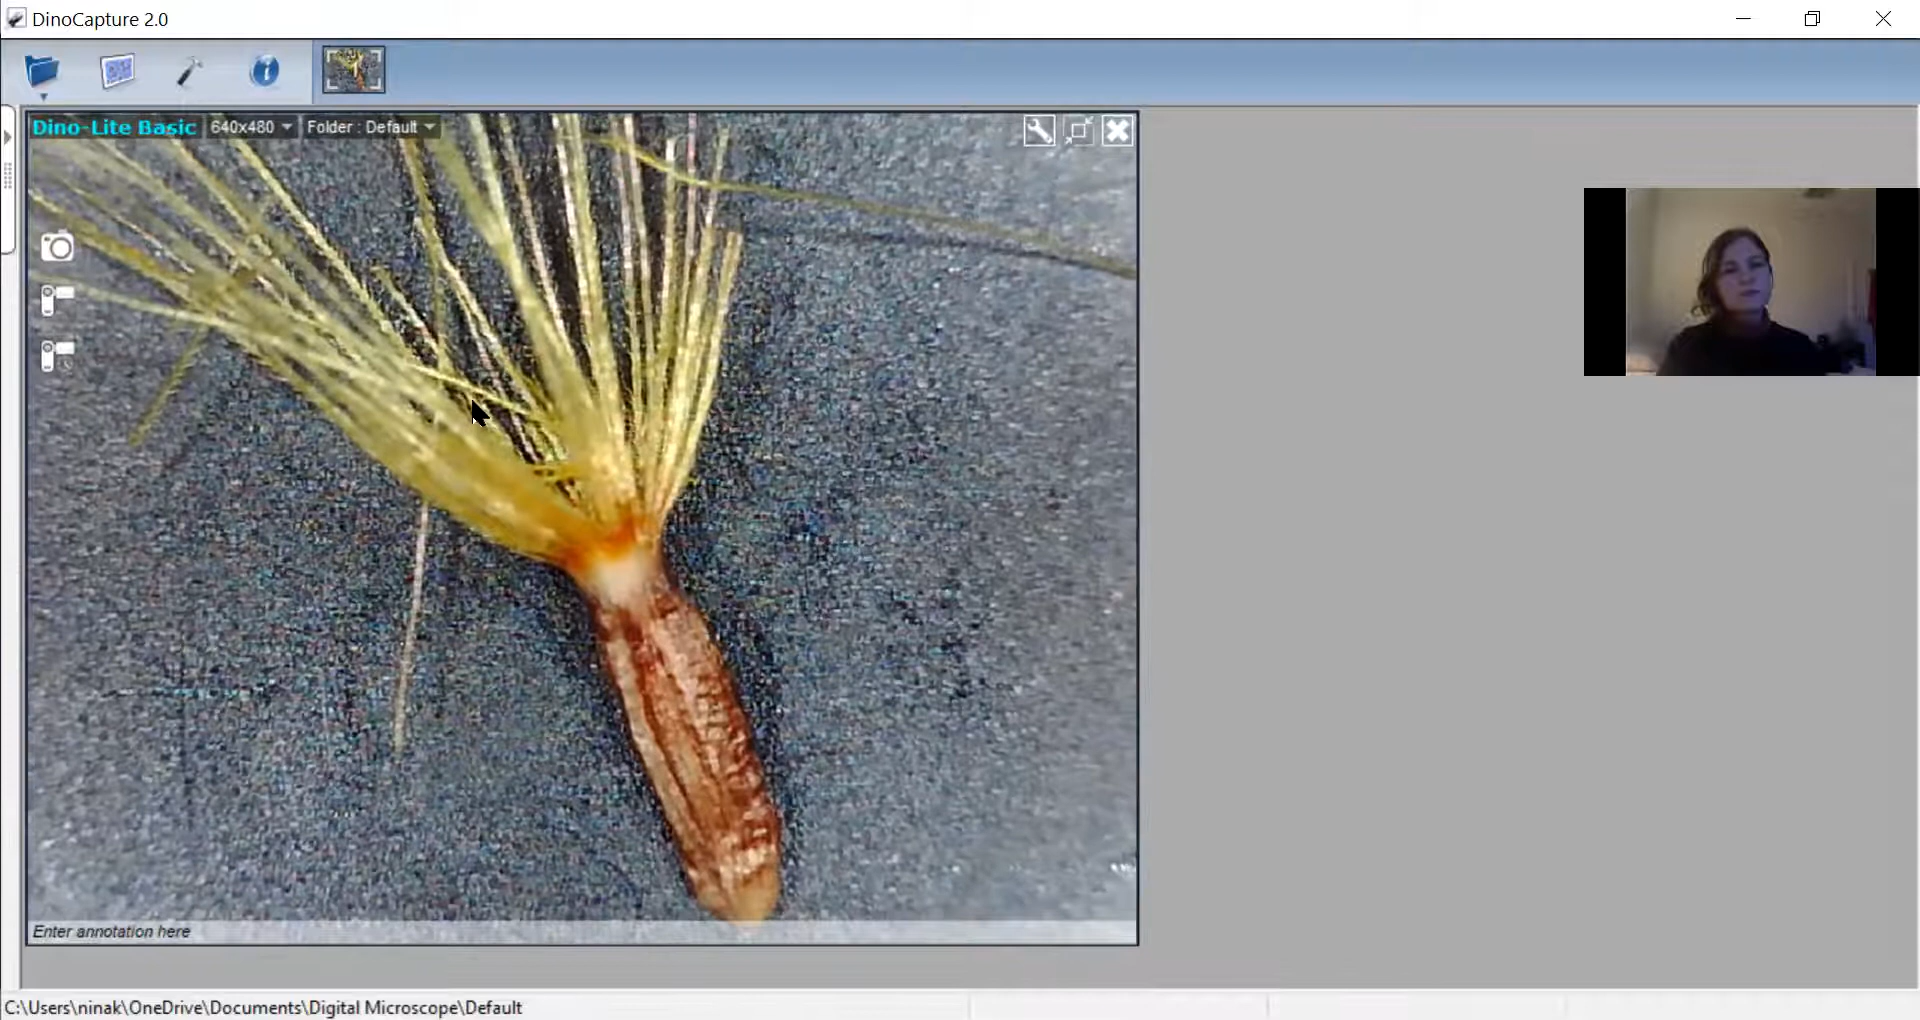 DinoCapture 2.0
Dino-Lite Basic 640x480 Folder : Default
Enter annotation here
C:\Users\ninak\OneDrive\Documents\Digital Microscope\Default